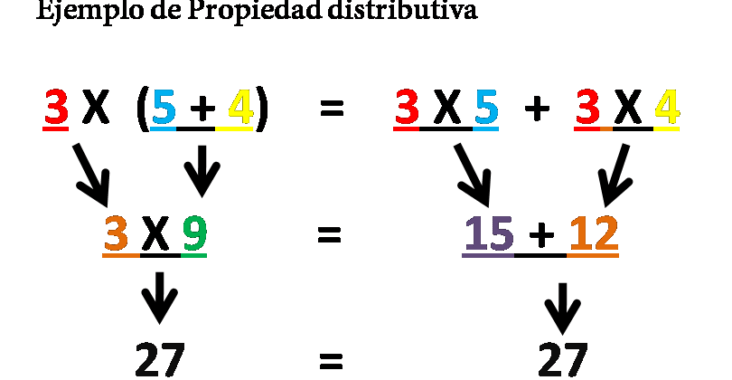 Ejemplo de Propiedad distributiva
3 X (5 + 4) = 3 X 5 + 3 X 4
3 X 9 = 15 + 12
27 = 27